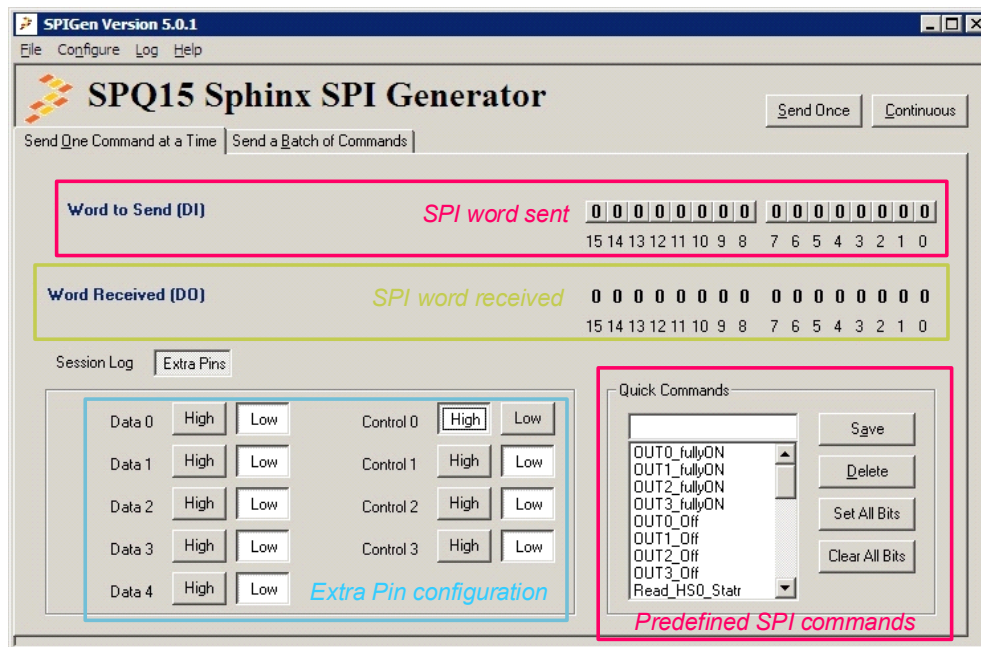 SPIGen Version 5.0.1
File Configure Log Help
SPQ15 Sphinx SPI Generator
Send Once Continuous
Send One Command at a Time Send a Batch of Commands
Word to Send (DI) SPI word sent 0 0 0 0 0 0 0 0 0 0 0 0 0 0 0 0
15 14 13 12 11 10 9 8 7 6 5 4 3 2 1 0
Word Received (DO) SPI word received 0 0 0 0 0 0 0 0 0 0 0 0 0 0 0 0
15 14 13 12 11 10 9 8 7 6 5 4 3 2 1 0
Session Log Extra Pins
Data 0 High Low Control 0 High Low
Data 1 High Low Control 1 High Low
Data 2 High Low Control 2 High Low
Data 3 High Low Control 3 High Low
Data 4 High Low Extra Pin configuration
Quick Commands
OUT0_fullyON
OUT1_fullyON
OUT2_fullyON
OUT3_fullyON
OUT0_Off
OUT1_Off
OUT2_Off
OUT3_Off
Read_HS0_Statr
Save
Delete
Set All Bits
Clear All Bits
Predefined SPI commands